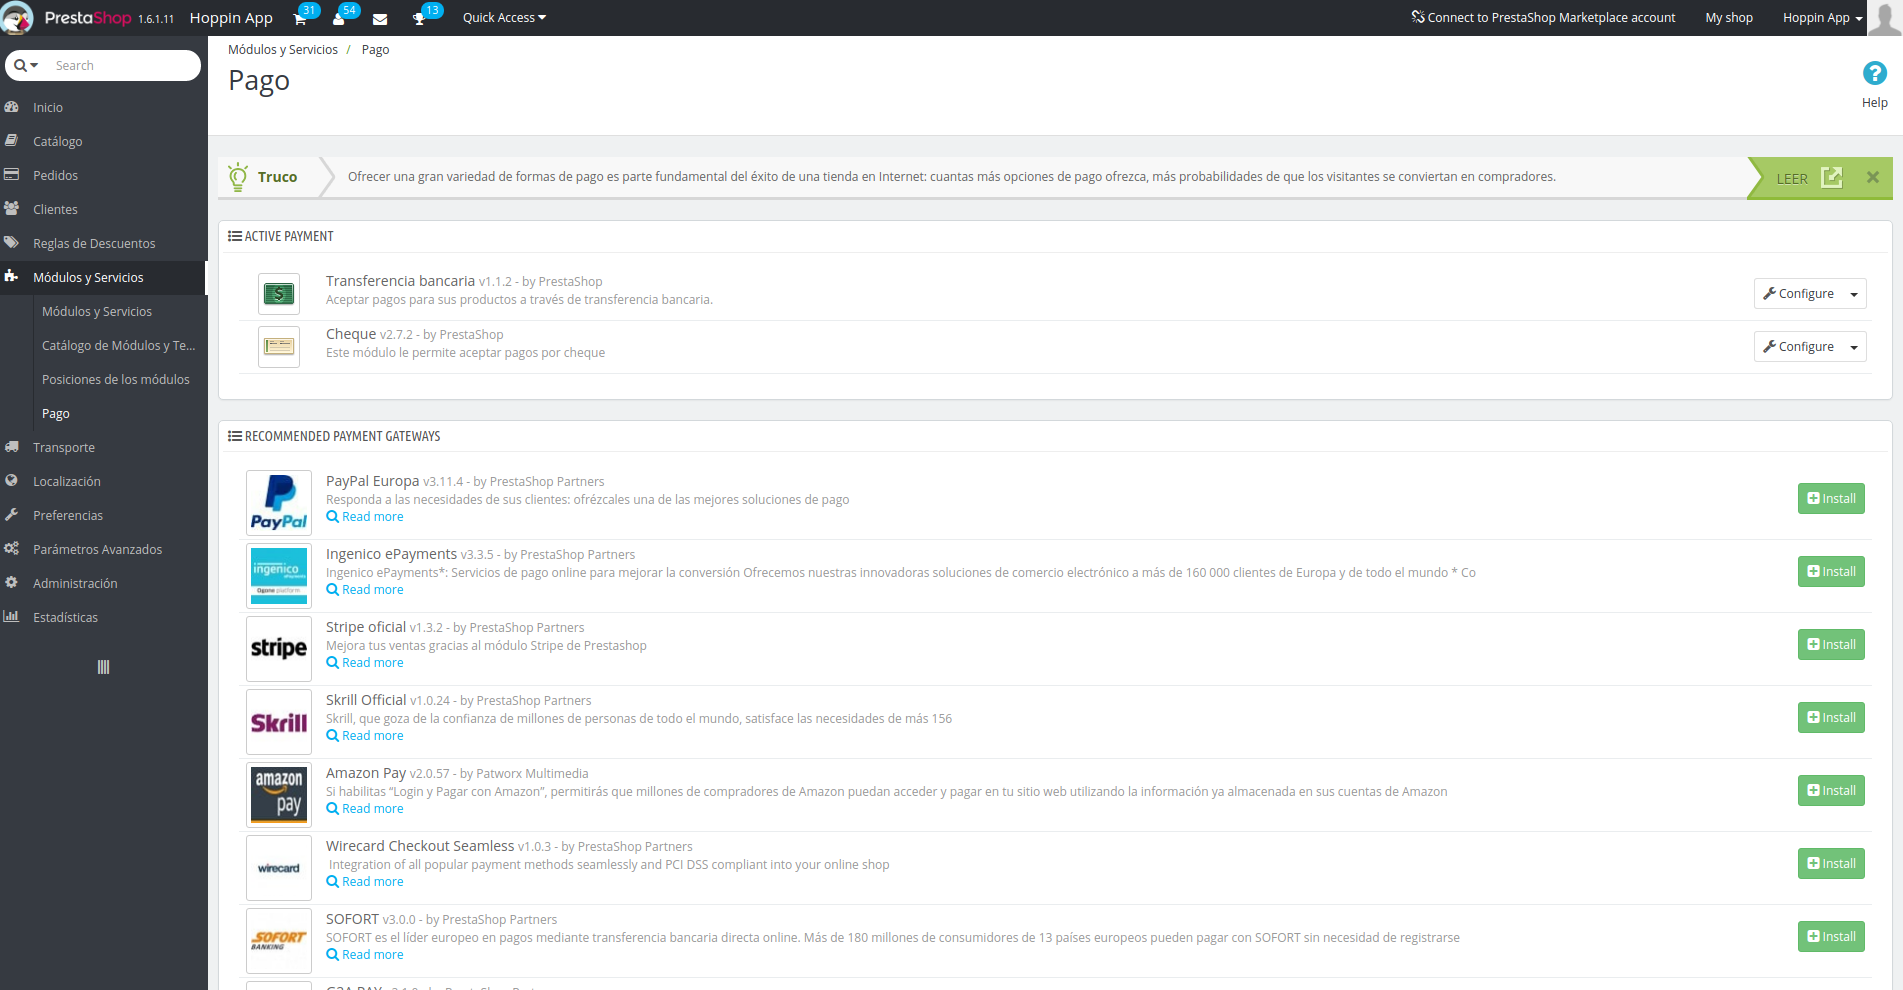 PrestaShop 1.6.1.11 Hoppin App 31 54 13 Quick Access Connect to PrestaShop Marketplace account My shop Hoppin App
Search
Inicio
Catálogo
Pedidos
Clientes
Reglas de Descuentos
Módulos y Servicios
Módulos y Servicios
Catálogo de Módulos y Te...
Posiciones de los módulos
Pago
Transporte
Localización
Preferencias
Parámetros Avanzados
Administración
Estadísticas
Módulos y Servicios / Pago
Pago
Help
Truco Ofrecer una gran variedad de formas de pago es parte fundamental del éxito de una tienda en Internet: cuantas más opciones de pago ofrezca, más probabilidades de que los visitantes se conviertan en compradores. LEER
ACTIVE PAYMENT
Transferencia bancaria v1.1.2 - by PrestaShop
Aceptar pagos para sus productos a través de transferencia bancaria.
Configure
Cheque v2.7.2 - by PrestaShop
Este módulo le permite aceptar pagos por cheque
Configure
RECOMMENDED PAYMENT GATEWAYS
PayPal
PayPal Europa v3.11.4 - by PrestaShop Partners
Responda a las necesidades de sus clientes: ofrézcales una de las mejores soluciones de pago
Read more
Install
ingenico
ePayments
Ogone platform
Ingenico ePayments v3.3.5 - by PrestaShop Partners
Ingenico ePayments*: Servicios de pago online para mejorar la conversión Ofrecemos nuestras innovadoras soluciones de comercio electrónico a más de 160 000 clientes de Europa y de todo el mundo * Co
Read more
Install
stripe
Stripe oficial v1.3.2 - by PrestaShop Partners
Mejora tus ventas gracias al módulo Stripe de Prestashop
Read more
Install
Skrill
Skrill Official v1.0.24 - by PrestaShop Partners
Skrill, que goza de la confianza de millones de personas de todo el mundo, satisface las necesidades de más 156
Read more
Install
amazon
pay
Amazon Pay v2.0.57 - by Patworx Multimedia
Si habilitas “Login y Pagar con Amazon”, permitirás que millones de compradores de Amazon puedan acceder y pagar en tu sitio web utilizando la información ya almacenada en sus cuentas de Amazon
Read more
Install
wirecard
Wirecard Checkout Seamless v1.0.3 - by PrestaShop Partners
Integration of all popular payment methods seamlessly and PCI DSS compliant into your online shop
Read more
Install
SOFORT
BANKING
SOFORT v3.0.0 - by PrestaShop Partners
SOFORT es el líder europeo en pagos mediante transferencia bancaria directa online. Más de 180 millones de consumidores de 13 países europeos pueden pagar con SOFORT sin necesidad de registrarse
Read more
Install